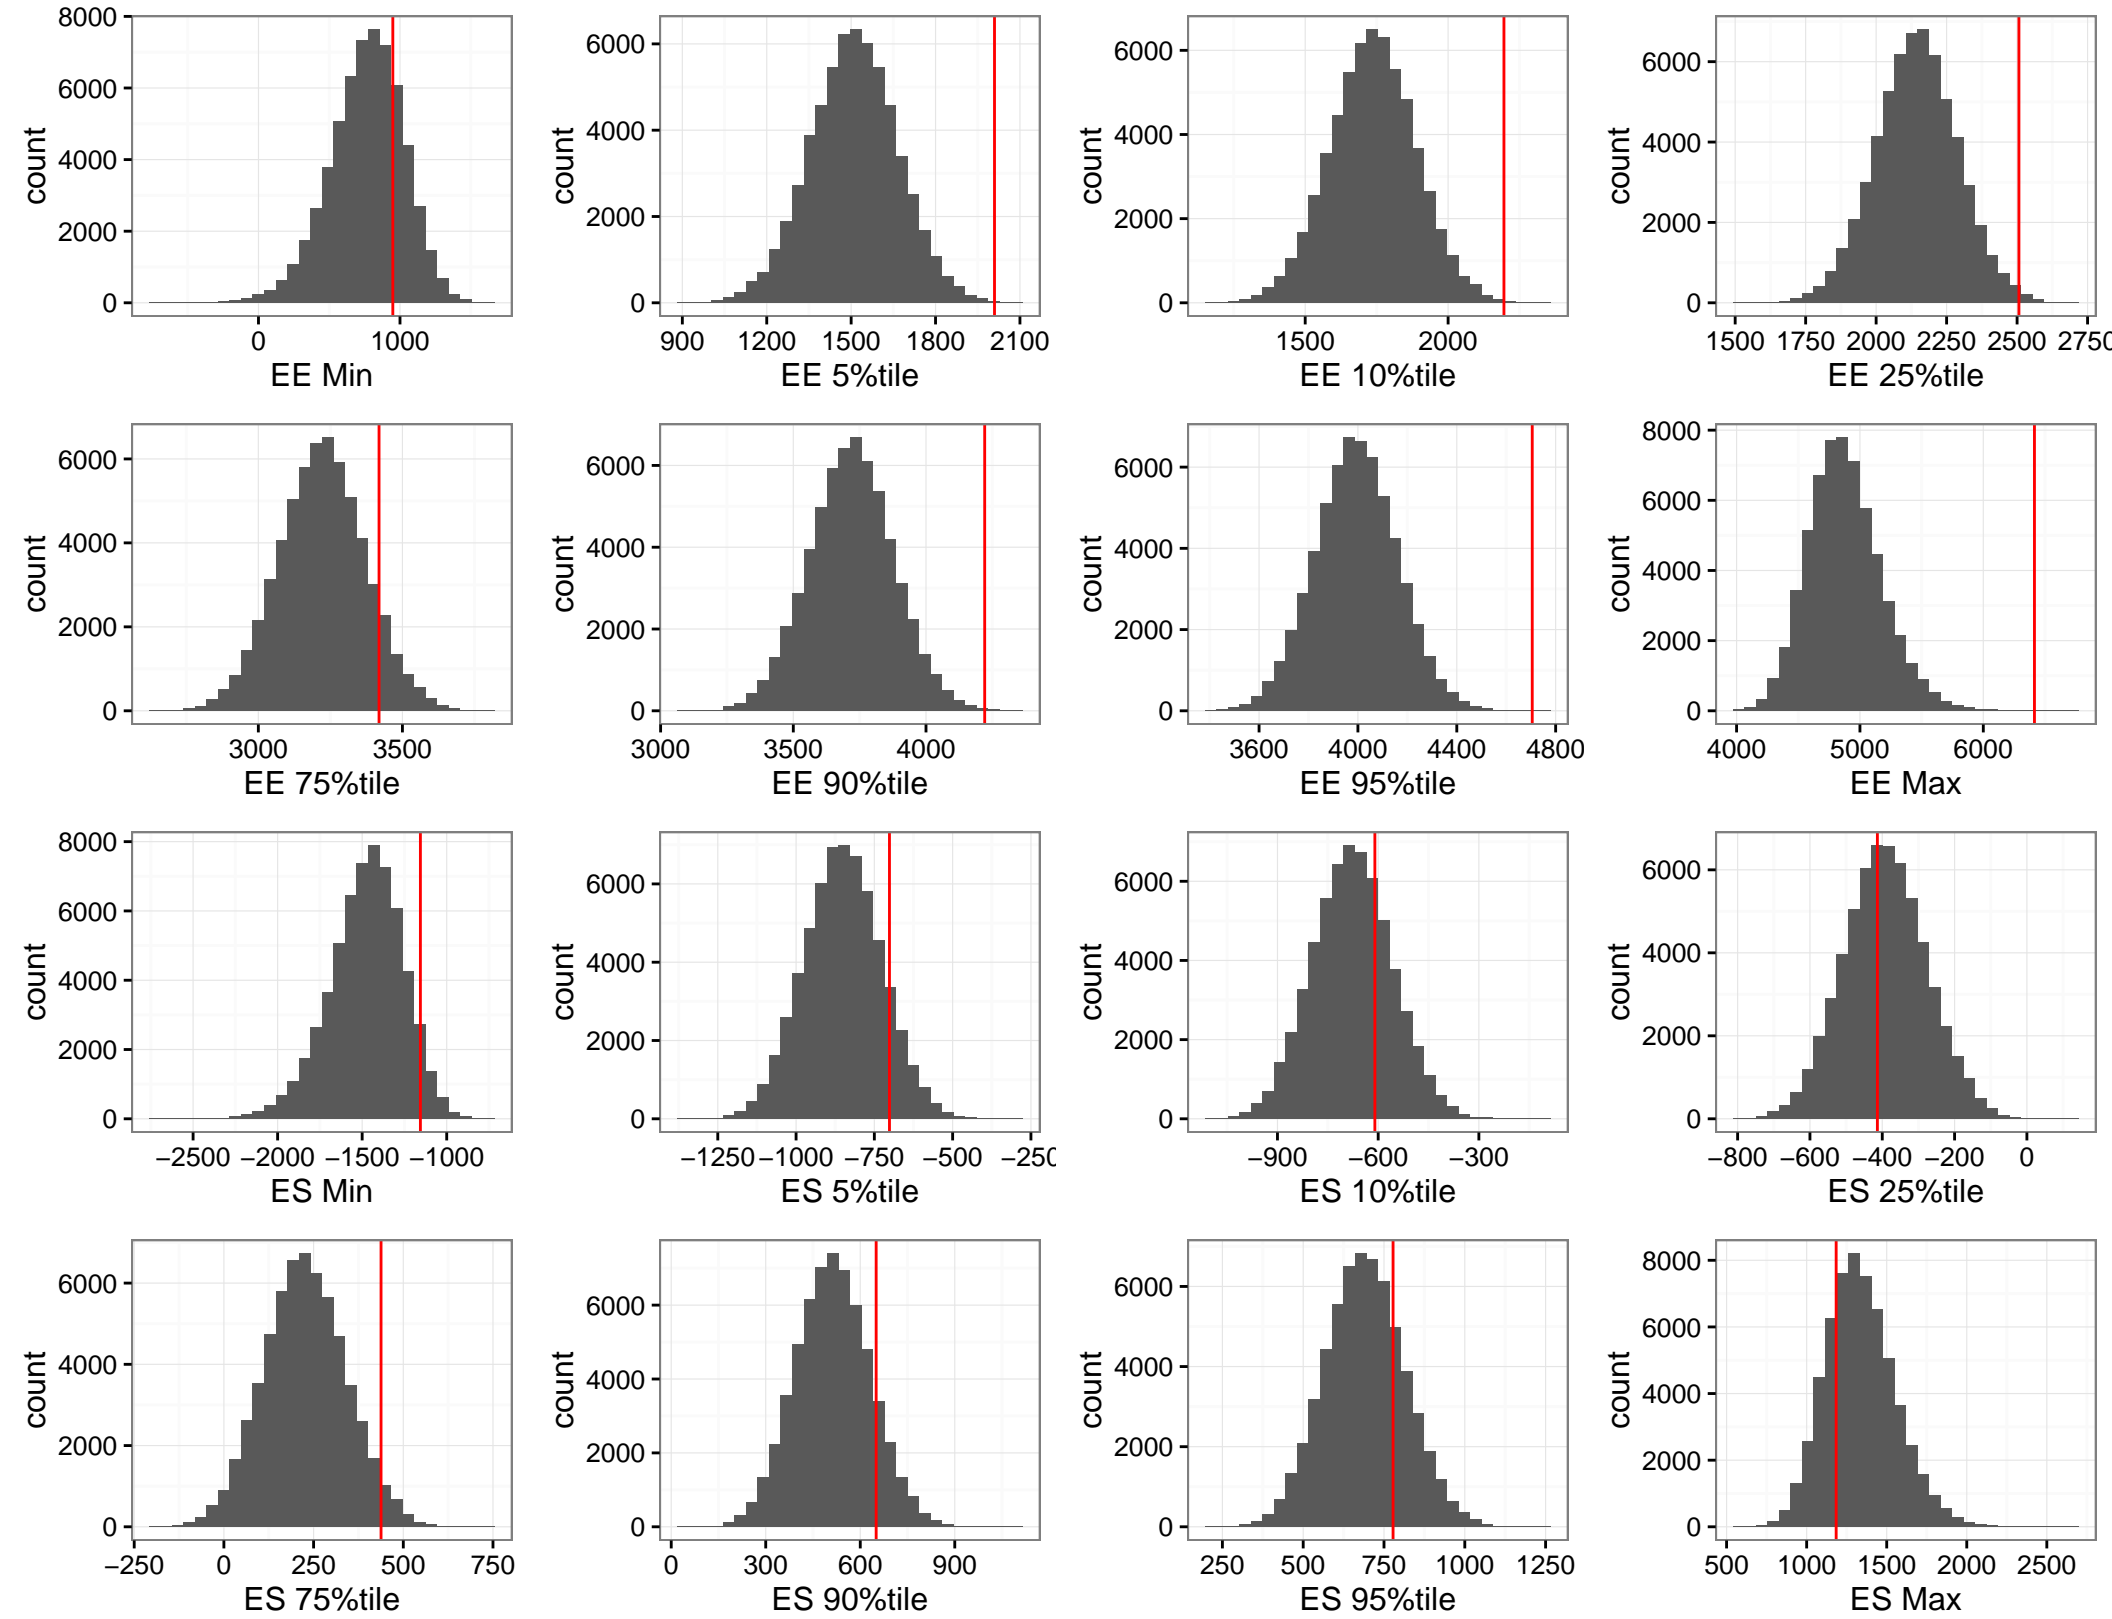 8000
6000
4000
2000
0
count
0 1000
EE Min
6000
4000
2000
0
count
900 1200 1500 1800 2100
EE 5%tile
6000
4000
2000
0
count
1500 2000
EE 10%tile
6000
4000
2000
0
count
1500 1750 2000 2250 2500 2750
EE 25%tile
6000
4000
2000
0
count
3000 3500
EE 75%tile
6000
4000
2000
0
count
3000 3500 4000
EE 90%tile
6000
4000
2000
0
count
3600 4000 4400 4800
EE 95%tile
8000
6000
4000
2000
0
count
4000 5000 6000
EE Max
8000
6000
4000
2000
0
count
−2500 −2000 −1500 −1000
ES Min
6000
4000
2000
0
count
−1250 −1000 −750 −500 −250
ES 5%tile
6000
4000
2000
0
count
−900 −600 −300
ES 10%tile
6000
4000
2000
0
count
−800 −600 −400 −200 0
ES 25%tile
6000
4000
2000
0
count
−250 0 250 500 750
ES 75%tile
6000
4000
2000
0
count
0 300 600 900
ES 90%tile
6000
4000
2000
0
count
250 500 750 1000 1250
ES 95%tile
8000
6000
4000
2000
0
count
500 1000 1500 2000 2500
ES Max